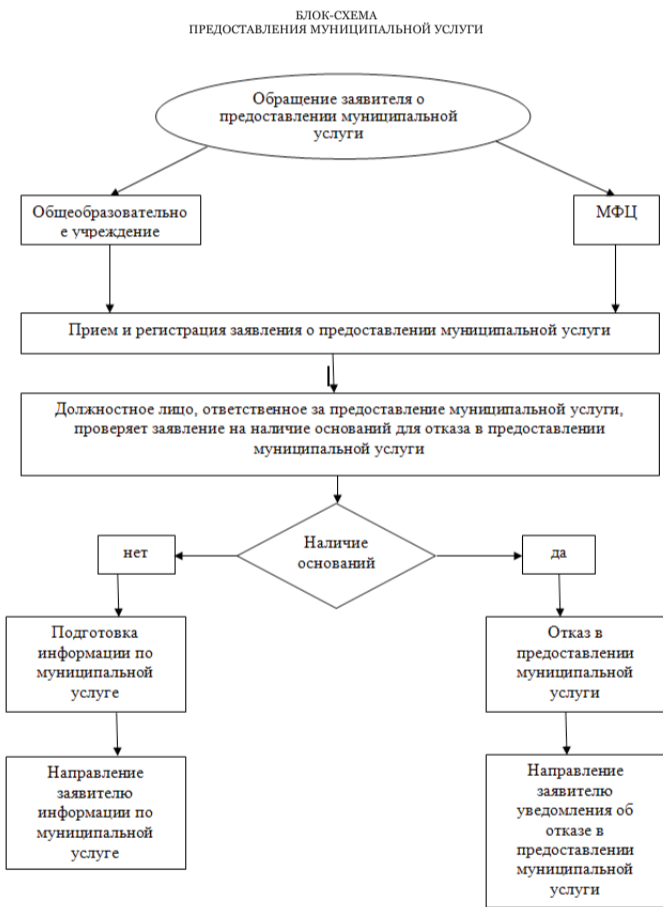 БЛОК-СХЕМА
ПРЕДОСТАВЛЕНИЯ МУНИЦИПАЛЬНОЙ УСЛУГИ
Обращение заявителя о
предоставлении муниципальной
услуги
Общеобразовательно
е учреждение
МФЦ
Прием и регистрация заявления о предоставлении муниципальной услуги
Должностное лицо, ответственное за предоставление муниципальной услуги,
проверяет заявление на наличие оснований для отказа в предоставлении
муниципальной услуги
Наличие
оснований
нет
да
Подготовка
информации по
муниципальной
услуге
Отказ в
предоставлении
муниципальной
услуги
Направление
заявителю
информации по
муниципальной
услуге
Направление
заявителю
уведомления об
отказе в
предоставлении
муниципальной
услуги